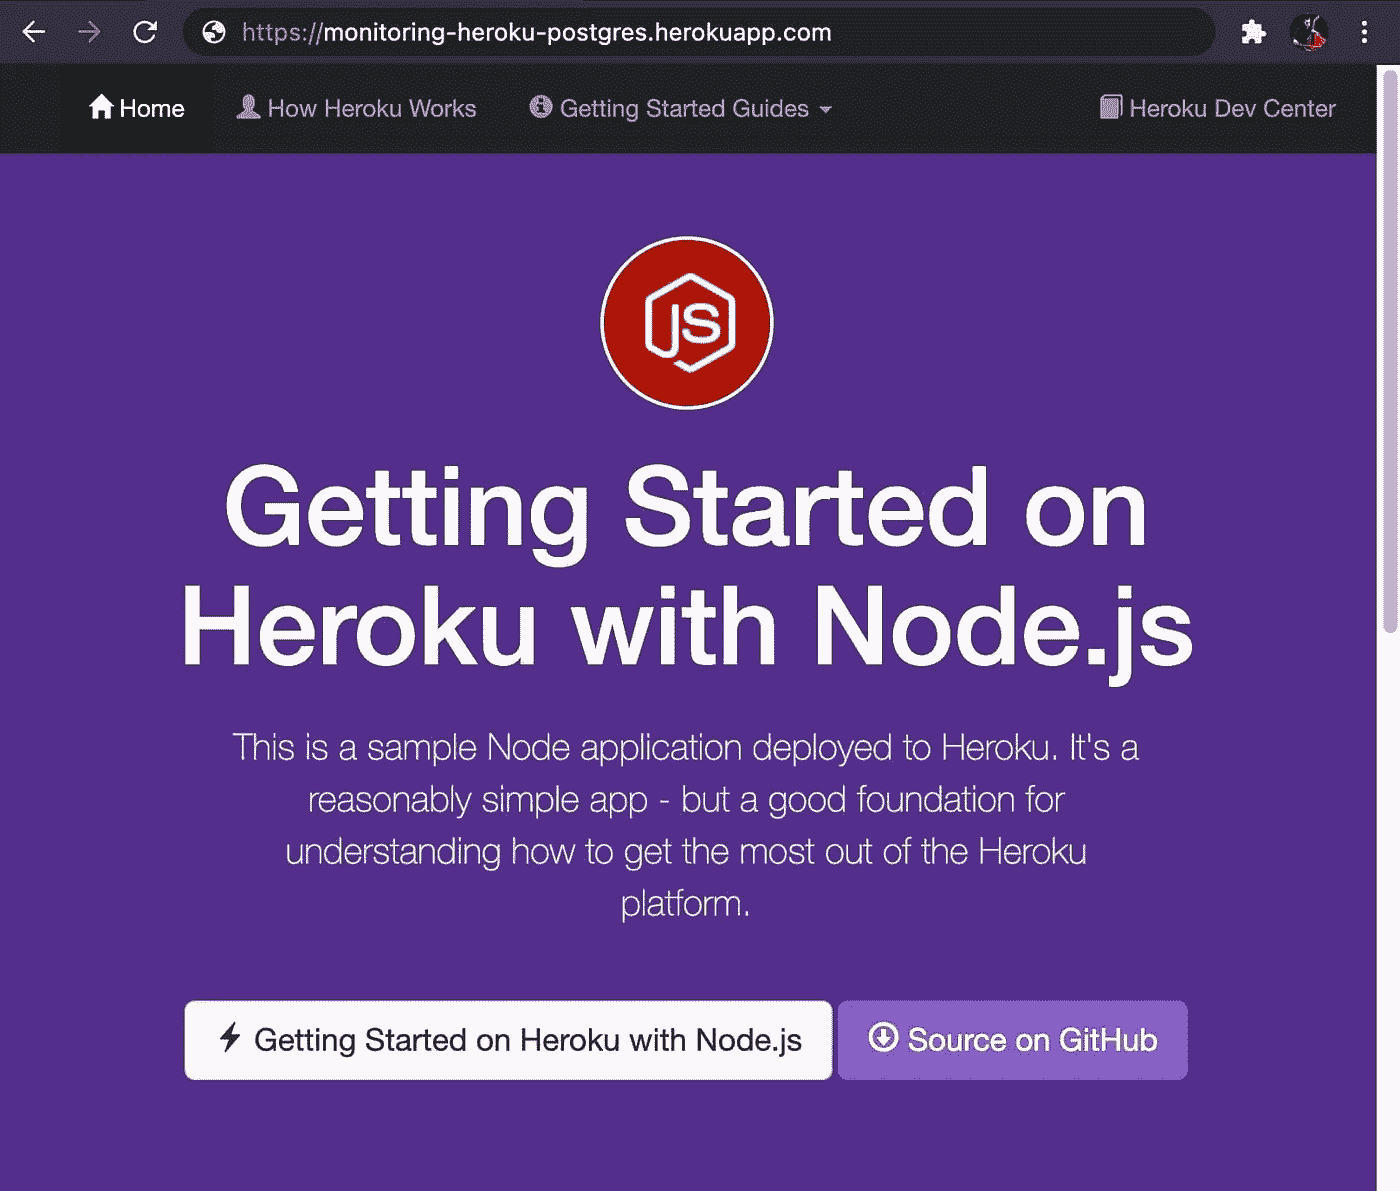 https://monitoring-heroku-postgres.herokuapp.com
Home How Heroku Works Getting Started Guides Heroku Dev Center
JS
Getting Started on
Heroku with Node.js
This is a sample Node application deployed to Heroku. It's a
reasonably simple app - but a good foundation for
understanding how to get the most out of the Heroku
platform.
Getting Started on Heroku with Node.js Source on GitHub